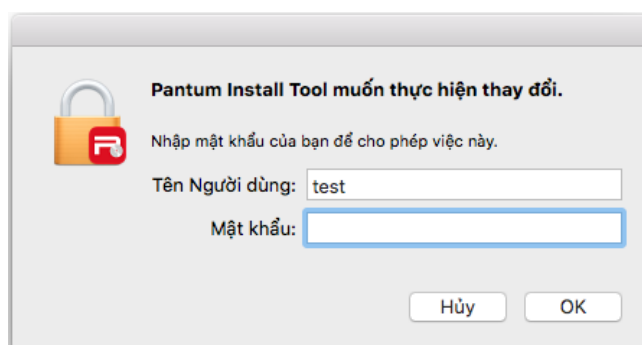 Pantum Install Tool muốn thực hiện thay đổi.
Nhập mật khẩu của bạn để cho phép việc này.
Tên Người dùng: test
Mật khẩu:
Hủy OK